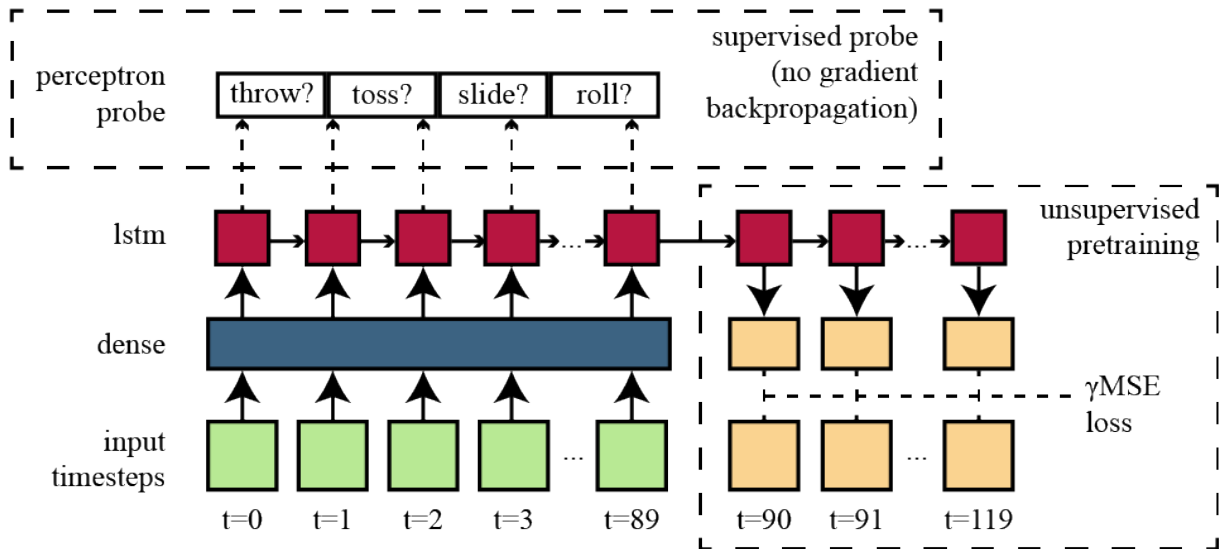 supervised probe
(no gradient
backpropagation)
perceptron
probe
throw?
toss?
slide?
roll?
lstm
...
...
unsupervised
pretraining
dense
γMSE
loss
input
timesteps
...
...
t=0
t=1
t=2
t=3
t=89
t=90
t=91
t=119